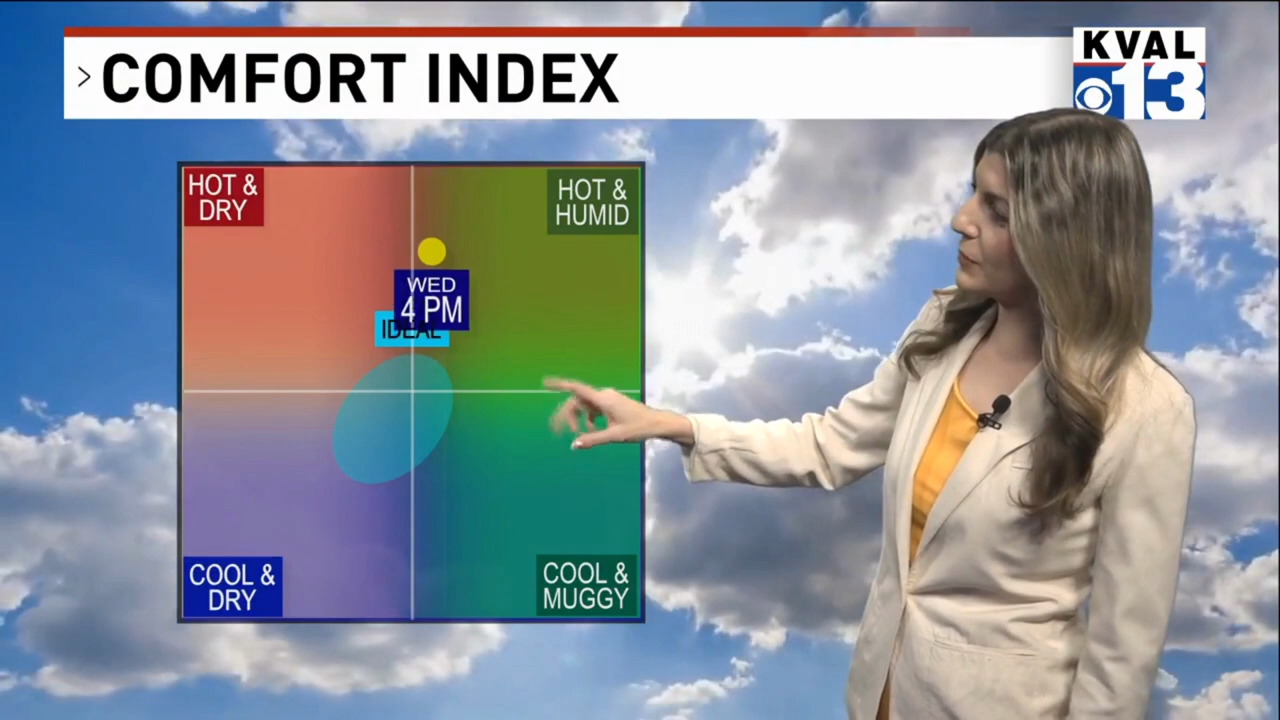 > COMFORT INDEX
KVAL
13
HOT &
DRY
HOT &
HUMID
WED
4 PM
IDEAL
COOL &
DRY
COOL &
MUGGY